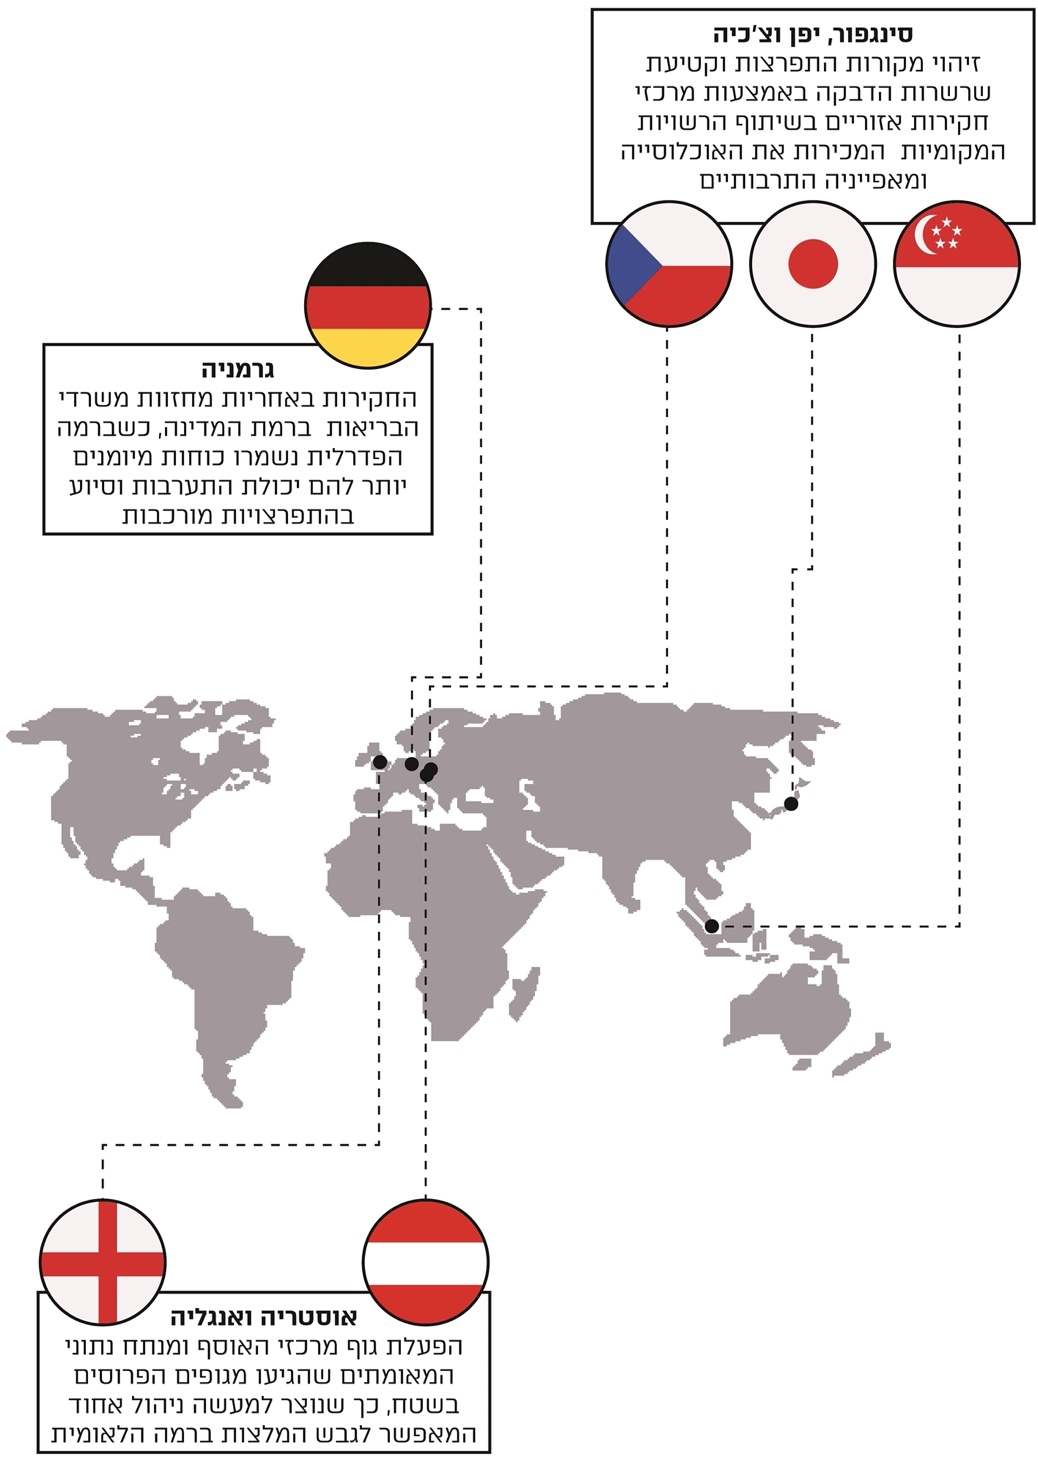 סינגפור, יפן וצ'כיה
זיהוי מקורות התפרצות וקטיעת
שרשרות הדבקה באמצעות מרכזי
חקירות אזוריים בשיתוף הרשויות
המקומיות המכירות את האוכלוסייה
ומאפייניה התרבותיים
גרמניה
החקירות באחריות מחזוות משרדי
הבריאות ברמת המדינה, כשברמה
הפדרלית נשמרו כוחות מיומנים
יותר להם יכולת התערבות וסיוע
בהתפרצויות מורכבות
אוסטריה ואנגליה
הפעלת גוף מרכזי האוסף ומנתח נתוני
המאומתים שהגיעו מגופים הפרוסים
בשטח, כך שנוצר למעשה ניהול אחוד
המאפשר לגבש המלצות ברמה הלאומית